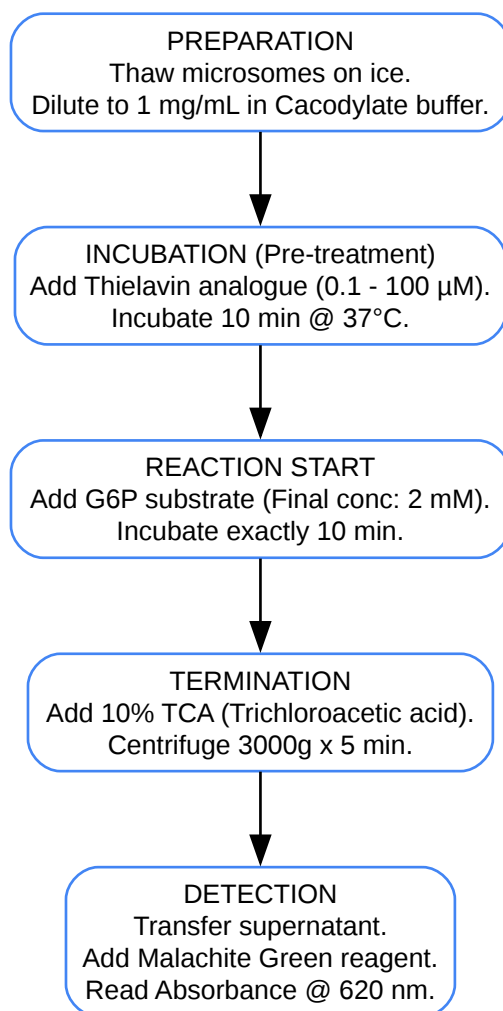 PREPARATION
Thaw microsomes on ice.
Dilute to 1 mg/mL in Cacodylate buffer.
INCUBATION (Pre-treatment)
Add Thielavin analogue (0.1 - 100 µM).
Incubate 10 min @ 37°C.
REACTION START
Add G6P substrate (Final conc: 2 mM).
Incubate exactly 10 min.
TERMINATION
Add 10% TCA (Trichloroacetic acid).
Centrifuge 3000g x 5 min.
DETECTION
Transfer supernatant.
Add Malachite Green reagent.
Read Absorbance @ 620 nm.